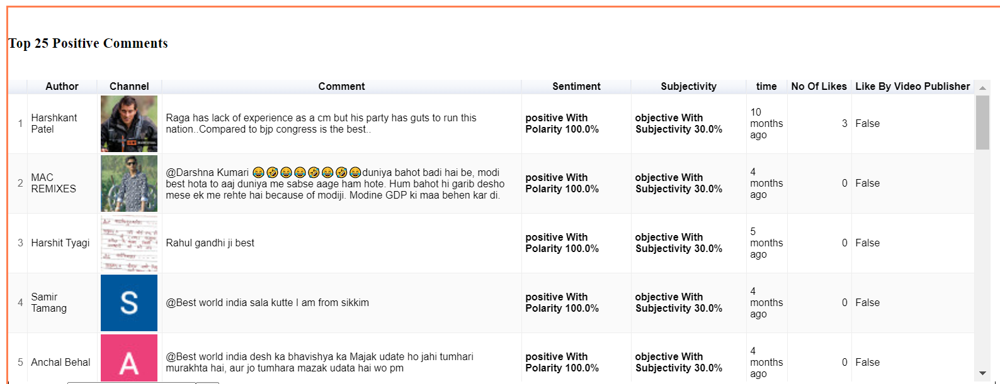 Top 25 Positive Comments
Author Channel Comment Sentiment Subjectivity time No Of Likes Like By Video Publisher
1
Harshkant
Patel
Raga has lack of experience as a cm but his party has guts to run this
nation..Compared to bjp congress is the best..
positive With
Polarity 100.0%
objective With
Subjectivity 30.0%
10
months
ago
3
False
2
MAC
REMIXES
@Darshna Kumari 😂🤣😂😂🤣😂🤣😂duniya bahot badi hai be, modi
best hota to aaj duniya me sabse aage ham hote. Hum bahot hi garib desho
mese ek me rehte hai because of modiji. Modine GDP ki maa behen kar di.
positive With
Polarity 100.0%
objective With
Subjectivity 30.0%
4
months
ago
0
False
3
Harshit Tyagi
Rahul gandhi ji best
positive With
Polarity 100.0%
objective With
Subjectivity 30.0%
5
months
ago
0
False
4
Samir
Tamang
S
@Best world india sala kutte I am from sikkim
positive With
Polarity 100.0%
objective With
Subjectivity 30.0%
4
months
ago
0
False
5
Anchal Behal
A
@Best world india desh ka bhavishya ka Majak udate ho jahi tumhari
murakhta hai, aur jo tumhara mazak udata hai wo pm
positive With
Polarity 100.0%
objective With
Subjectivity 30.0%
4
months
ago
0
False